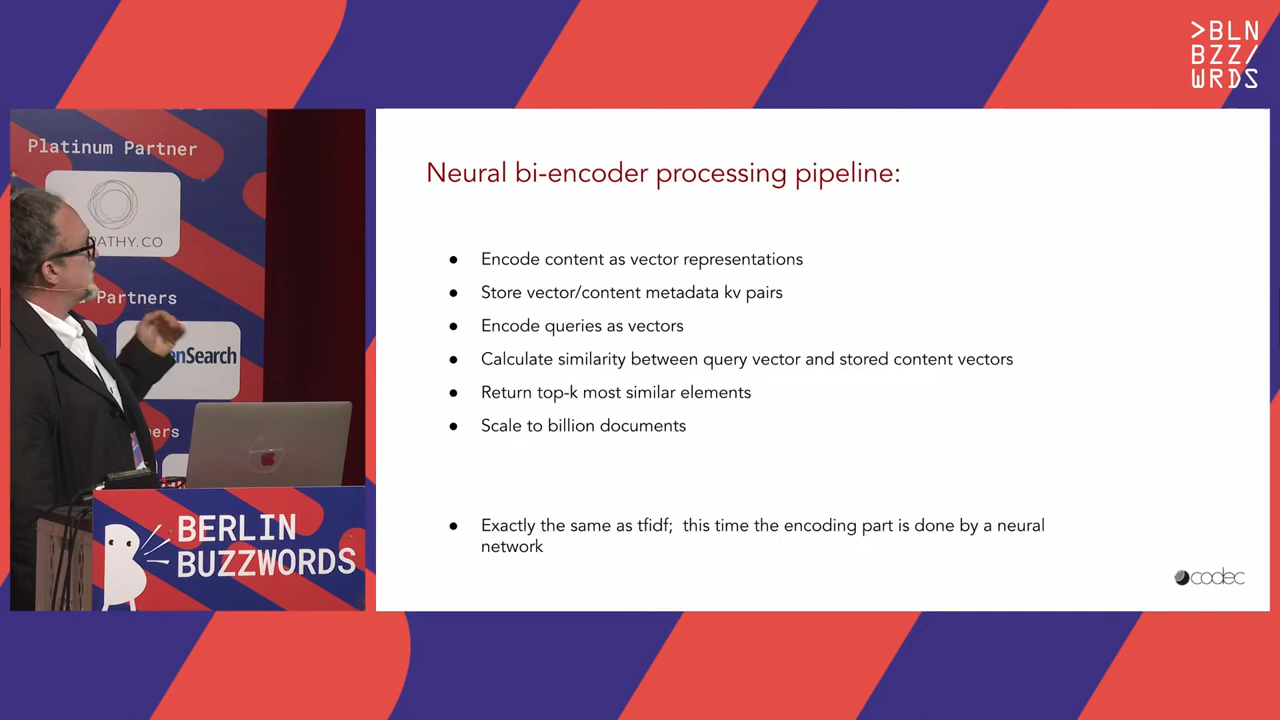 >BLN
BZZ/
WRDS
Platinum Partner
PATHY.CO
Partners
nSearch
ers
BERLIN
BUZZWORDS
Neural bi-encoder processing pipeline:
● Encode content as vector representations
● Store vector/content metadata kv pairs
● Encode queries as vectors
● Calculate similarity between query vector and stored content vectors
● Return top-k most similar elements
● Scale to billion documents
● Exactly the same as tfidf;  this time the encoding part is done by a neural
network
codec